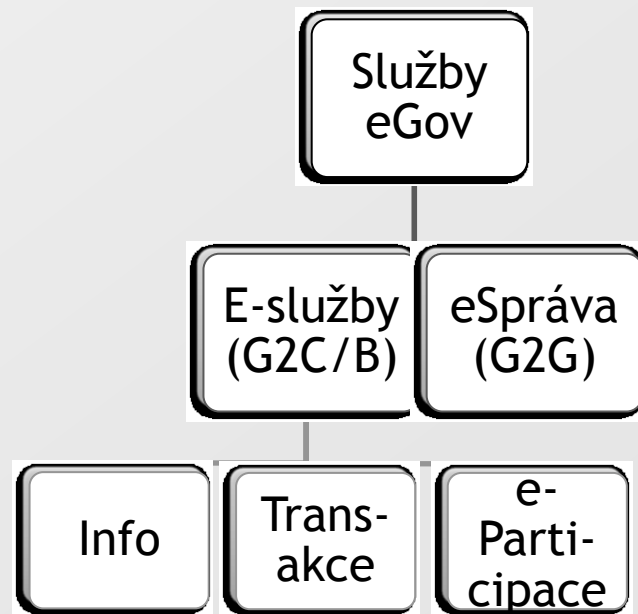 Služby
eGov
E-služby
(G2C/B)
eSpráva
(G2G)
Info
Trans-
akce
e-
Parti-
cipace